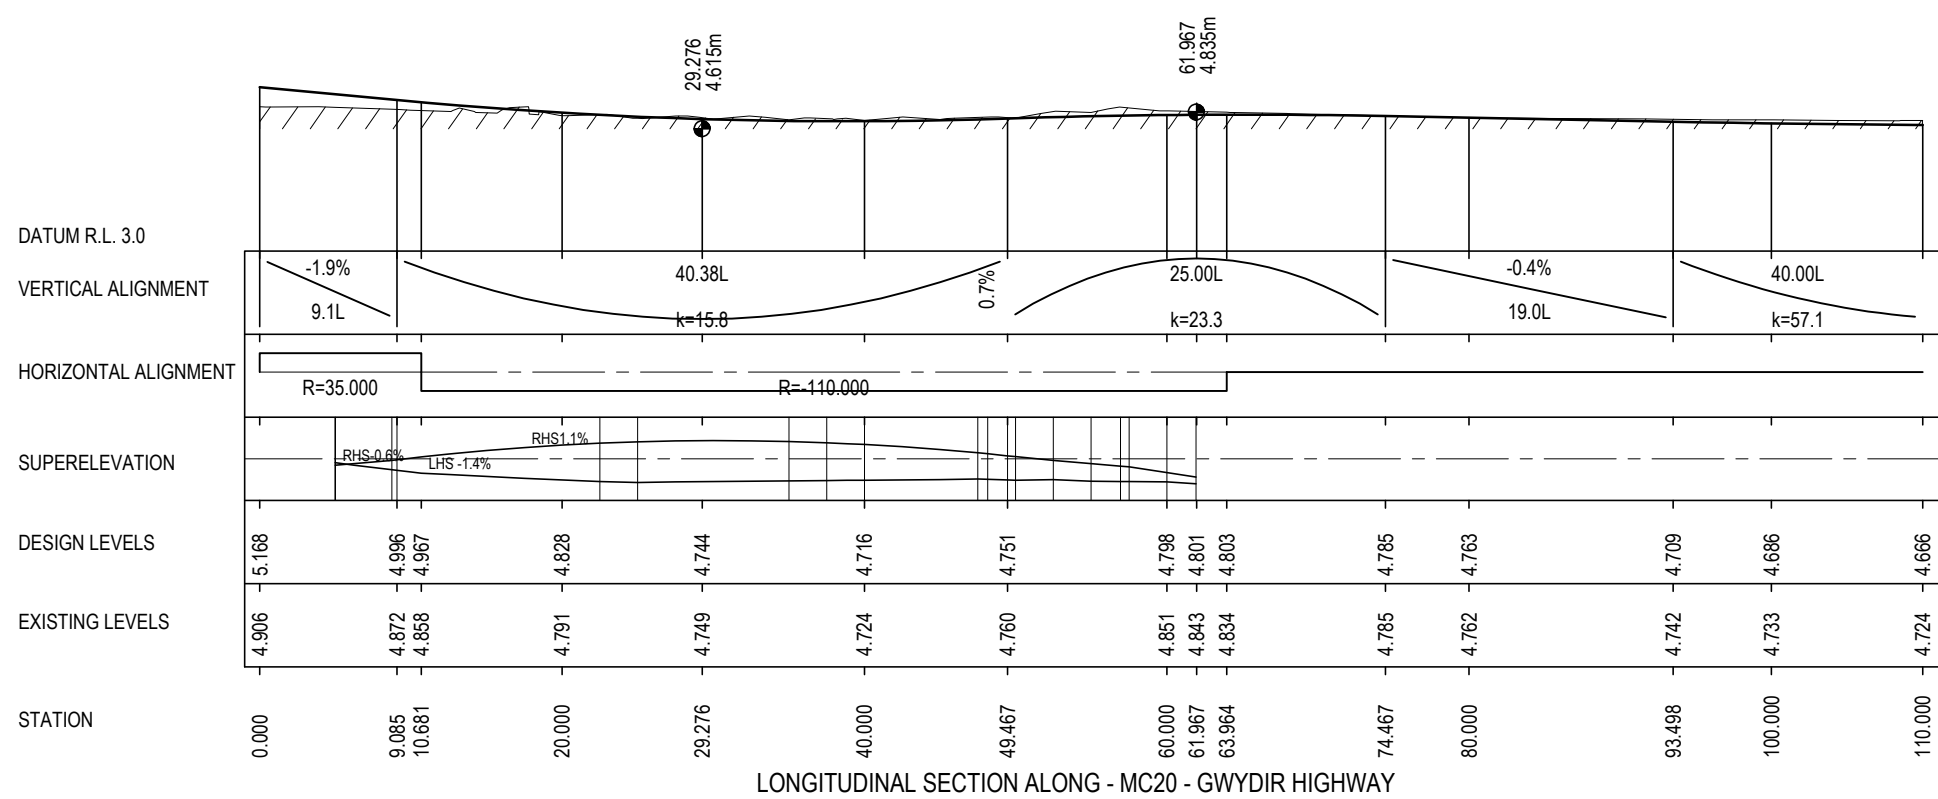 29.276
4.615m
61.967
4.835m
DATUM R.L. 3.0
VERTICAL ALIGNMENT
-1.9%
9.1L
40.38L
k=15.8
0.7%
25.00L
k=23.3
-0.4%
19.0L
40.00L
k=57.1
HORIZONTAL ALIGNMENT
R=35.000
R=-110.000
SUPERELEVATION
RHS-0.6%
LHS -1.4%
RHS1.1%
DESIGN LEVELS
5.168
4.996
4.967
4.828
4.744
4.716
4.751
4.798
4.801
4.803
4.785
4.763
4.709
4.686
4.666
EXISTING LEVELS
4.906
4.872
4.858
4.791
4.749
4.724
4.760
4.851
4.843
4.834
4.785
4.762
4.742
4.733
4.724
STATION
0.000
9.085
10.681
20.000
29.276
40.000
49.467
60.000
61.967
63.964
74.467
80.000
93.498
100.000
110.000
LONGITUDINAL SECTION ALONG - MC20 - GWYDIR HIGHWAY